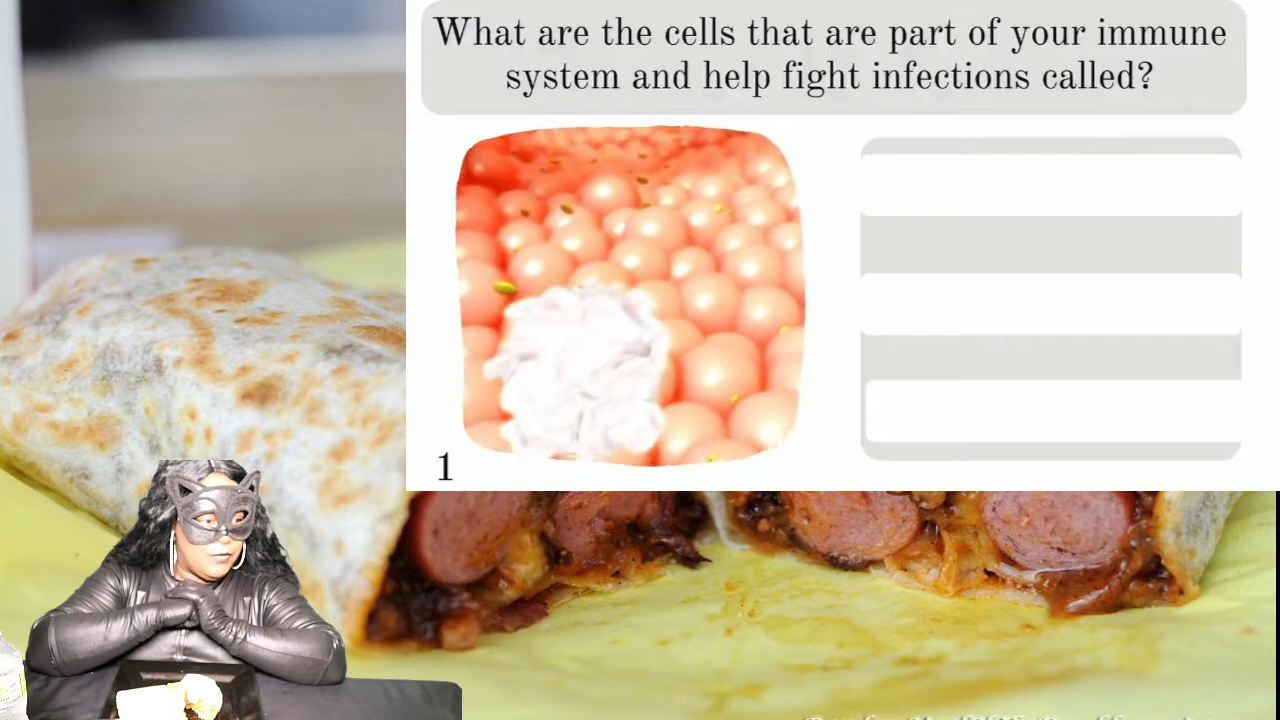 What are the cells that are part of your immune
system and help fight infections called?
1